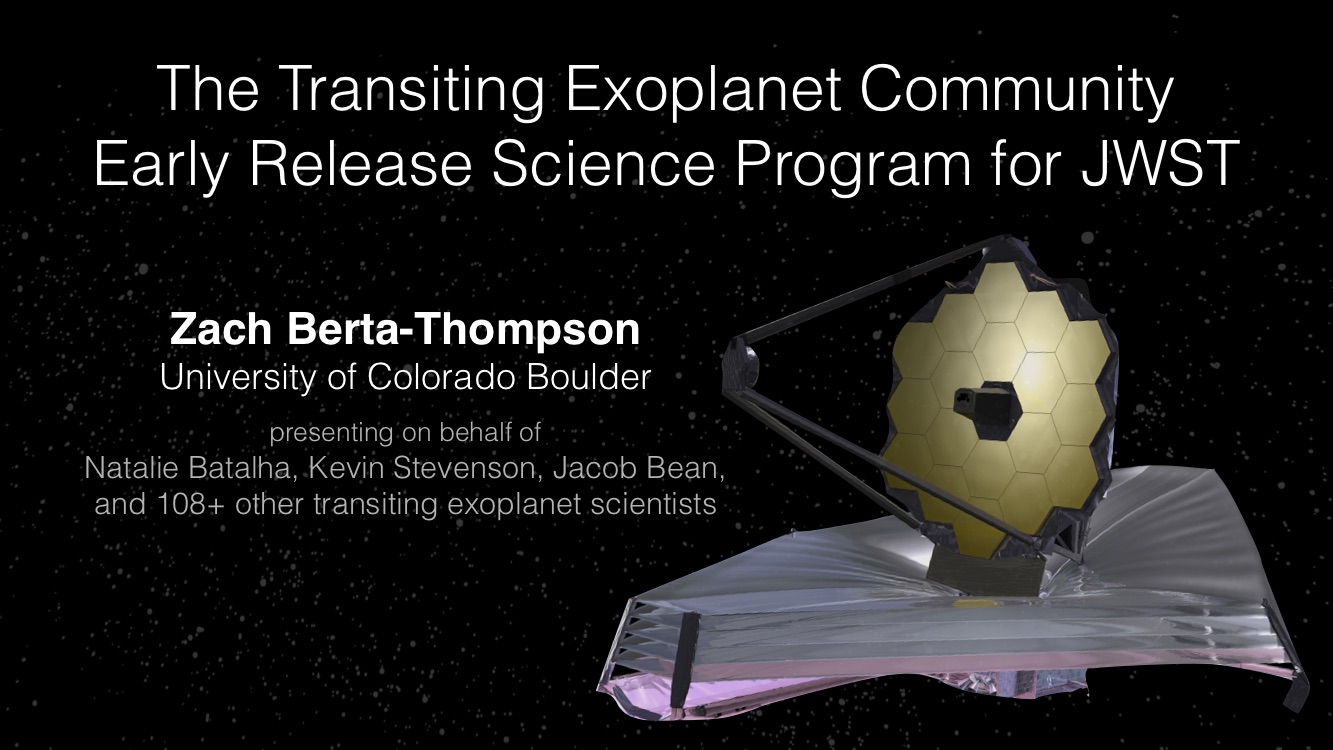 The Transiting Exoplanet Community
Early Release Science Program for JWST
Zach Berta-Thompson
University of Colorado Boulder
presenting on behalf of
Natalie Batalha, Kevin Stevenson, Jacob Bean,
and 108+ other transiting exoplanet scientists